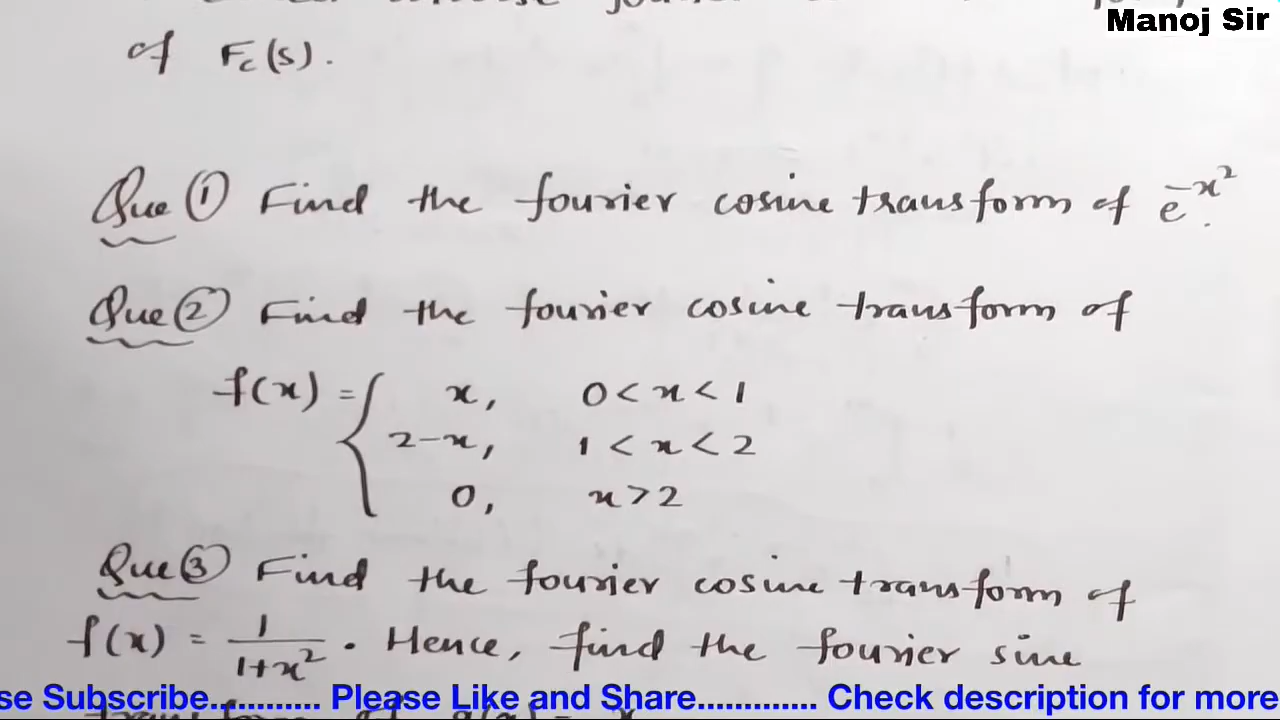 Manoj Sir
of Fc(s).
Que ① Find the fourier cosine transform of e^-x²
Que ② Find the fourier cosine transform of
f(x) = { x, 0 < x < 1
2-x, 1 < x < 2
0, x > 2
Que ③ Find the fourier cosine transform of
f(x) = 1/1+x² . Hence, find the fourier sine
se Subscribe............ Please Like and Share............. Check description for more